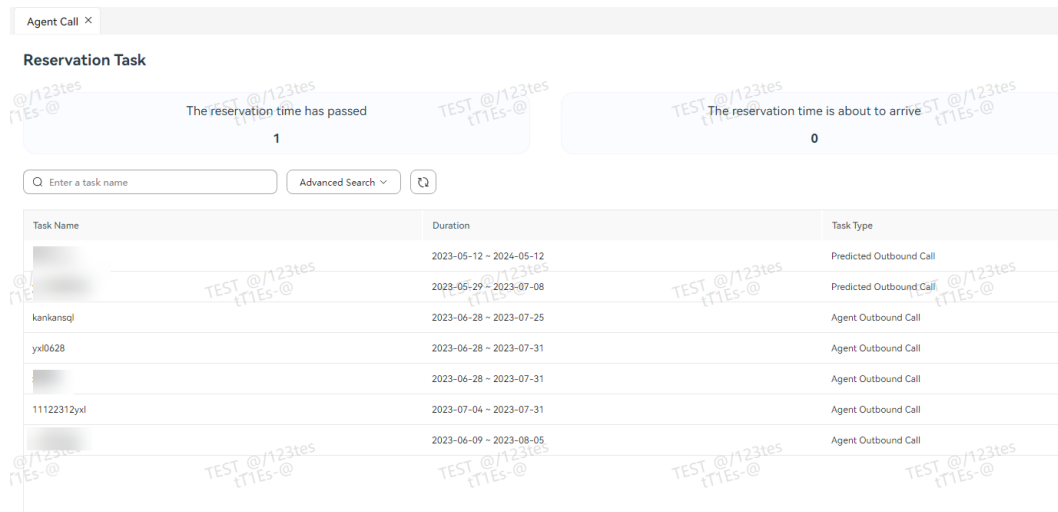 Agent Call ×
Reservation Task
The reservation time has passed
1
The reservation time is about to arrive
0
Enter a task name
Advanced Search
Task Name Duration Task Type
2023-05-12 ~ 2024-05-12 Predicted Outbound Call
2023-05-29 ~ 2023-07-08 Predicted Outbound Call
kankansql 2023-06-28 ~ 2023-07-25 Agent Outbound Call
yxl0628 2023-06-28 ~ 2023-07-31 Agent Outbound Call
2023-06-28 ~ 2023-07-31 Agent Outbound Call
11122312yxl 2023-07-04 ~ 2023-07-31 Agent Outbound Call
2023-06-09 ~ 2023-08-05 Agent Outbound Call
TEST @/123tes
tT1Es-@